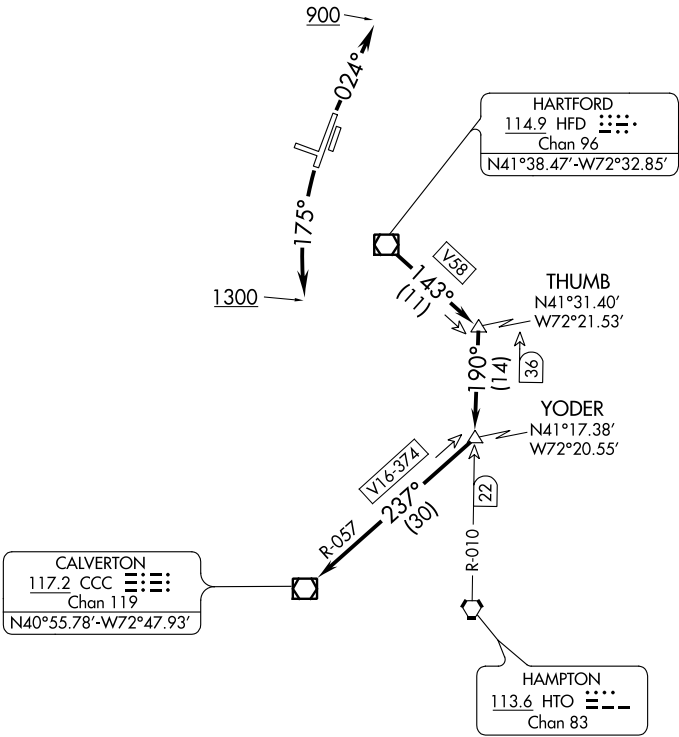 900
024°
HARTFORD
114.9 HFD
Chan 96
N41°38.47'-W72°32.85'
175°
1300
V58
143°
(11)
THUMB
N41°31.40'
W72°21.53'
36
190°
(14)
YODER
N41°17.38'
W72°20.55'
V16-374
237°
(30)
R-057
22
R-010
CALVERTON
117.2 CCC
Chan 119
N40°55.78'-W72°47.93'
HAMPTON
113.6 HTO
Chan 83